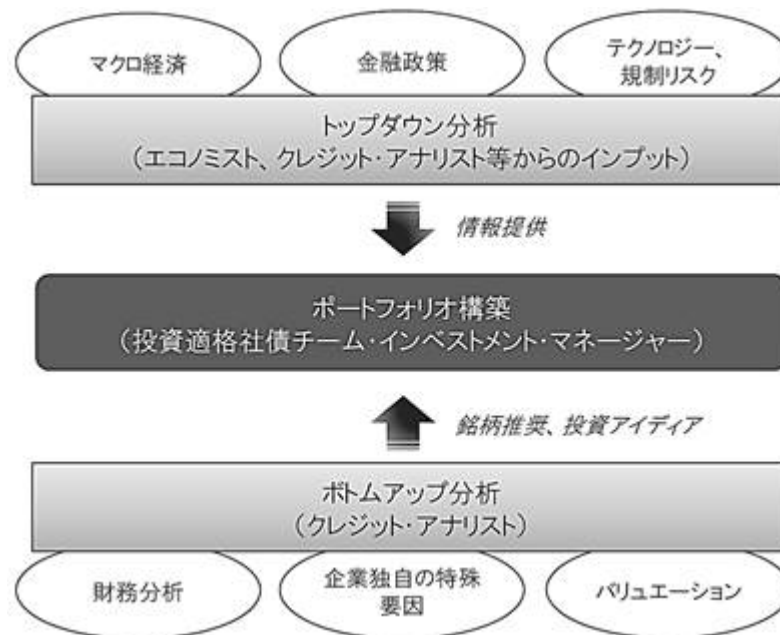 マクロ経済
金融政策
テクノロジー、
規制リスク
トップダウン分析
（エコノミスト、クレジット・アナリスト等からのインプット）
情報提供
ポートフォリオ構築
（投資適格社債チーム・インベストメント・マネージャー）
銘柄推奨、投資アイディア
ボトムアップ分析
（クレジット・アナリスト）
財務分析
企業独自の特殊
要因
バリュエーション